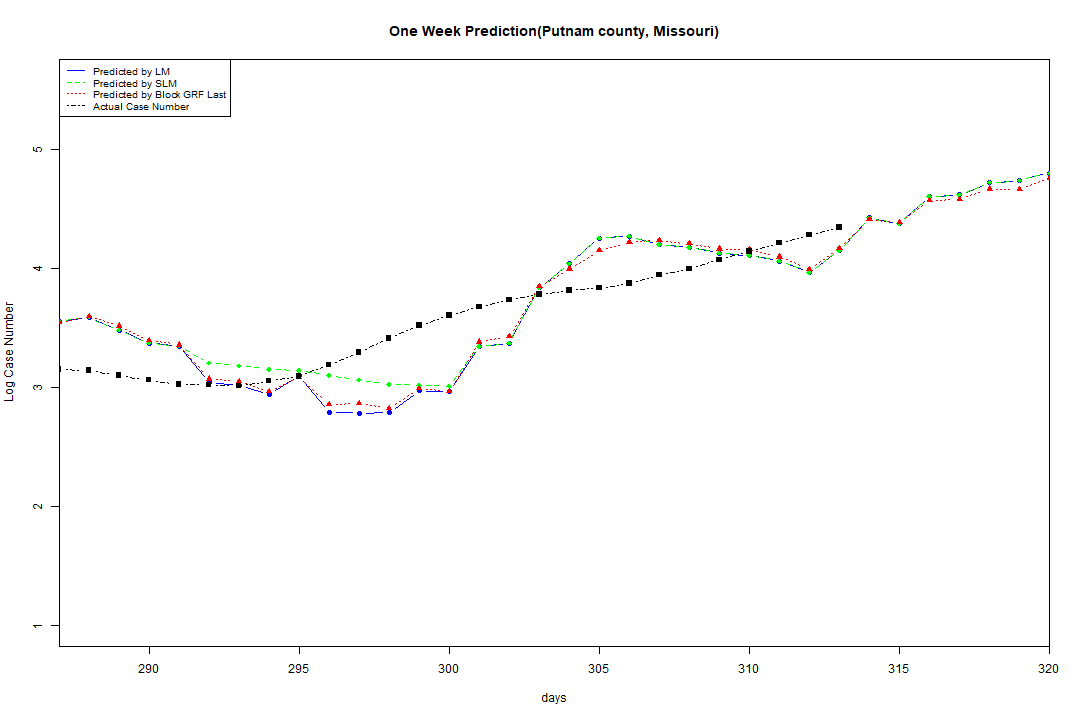 One Week Prediction(Putnam county, Missouri)
Predicted by LM
Predicted by SLM
Predicted by Block GRF Last
Actual Case Number
5
4
3
2
1
Log Case Number
290 295 300 305 310 315 320
days